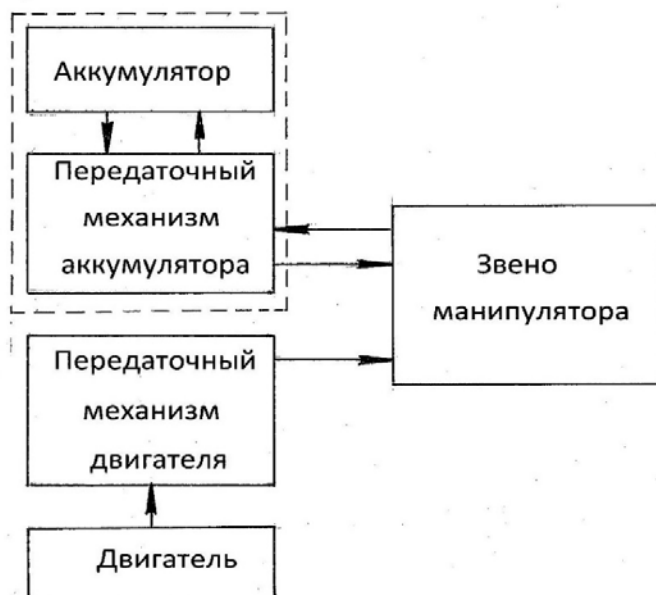 Аккумулятор
Передаточный
механизм
аккумулятора
Звено
манипулятора
Передаточный
механизм
двигателя
Двигатель